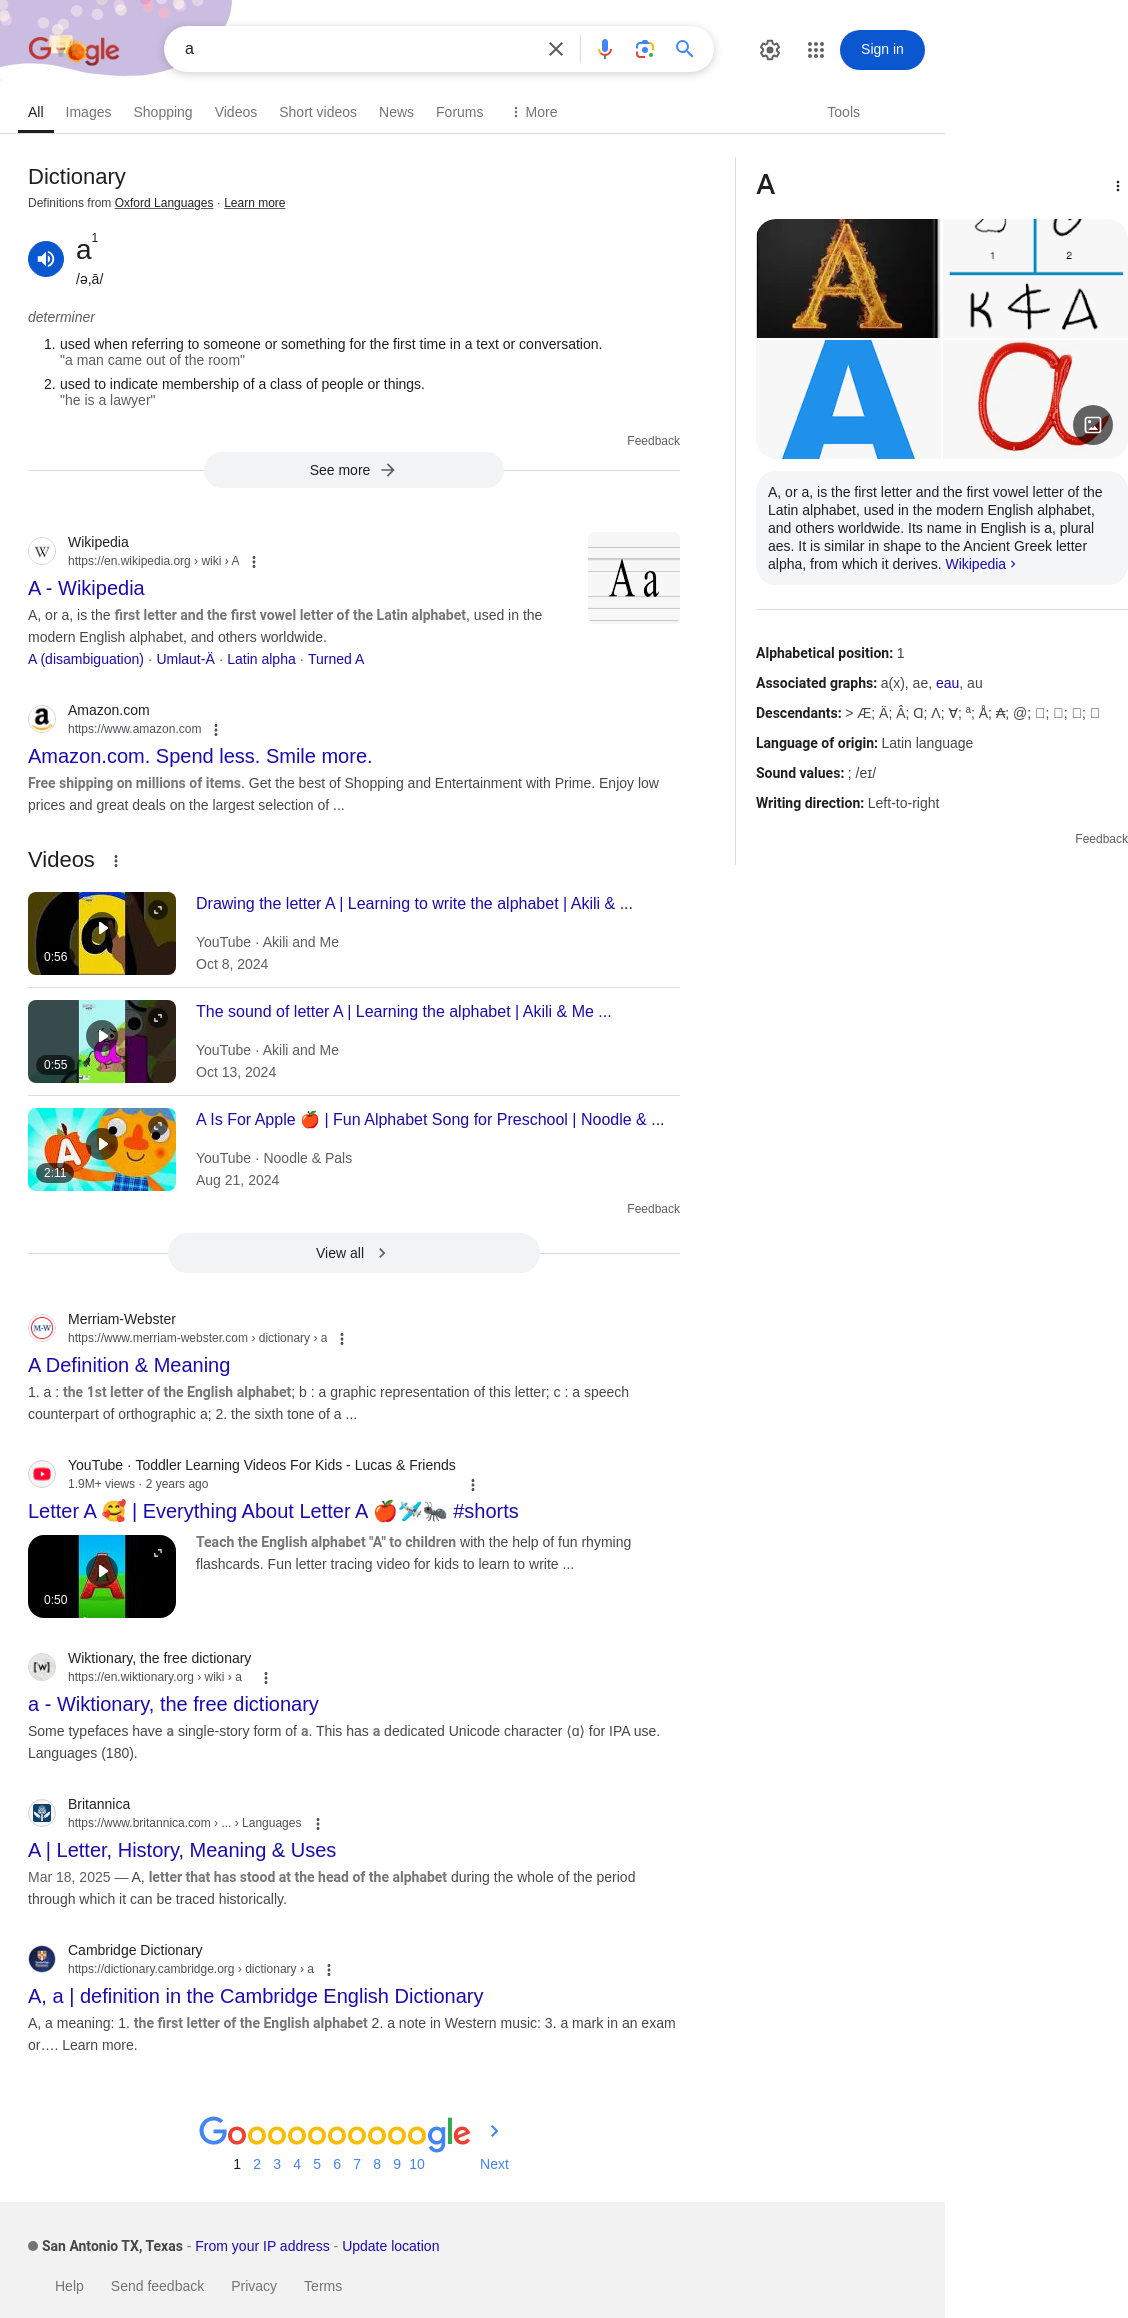 Google
a
Sign in
All Images Shopping Videos Short videos News Forums More Tools
Dictionary
Definitions from Oxford Languages · Learn more
a1
/ə,ā/
determiner
1. used when referring to someone or something for the first time in a text or conversation.
"a man came out of the room"
2. used to indicate membership of a class of people or things.
"he is a lawyer"
Feedback
See more
Wikipedia
https://en.wikipedia.org › wiki › A
A - Wikipedia
A, or a, is the first letter and the first vowel letter of the Latin alphabet, used in the
modern English alphabet, and others worldwide.
A (disambiguation) · Umlaut-Ä · Latin alpha · Turned A
A a
Amazon.com
https://www.amazon.com
Amazon.com. Spend less. Smile more.
Free shipping on millions of items. Get the best of Shopping and Entertainment with Prime. Enjoy low
prices and great deals on the largest selection of ...
Videos
0:56
Drawing the letter A | Learning to write the alphabet | Akili & ...
YouTube · Akili and Me
Oct 8, 2024
0:55
The sound of letter A | Learning the alphabet | Akili & Me ...
YouTube · Akili and Me
Oct 13, 2024
A
2:11
A Is For Apple 🍎 | Fun Alphabet Song for Preschool | Noodle & ...
YouTube · Noodle & Pals
Aug 21, 2024
Feedback
View all
M-W
Merriam-Webster
https://www.merriam-webster.com › dictionary › a
A Definition & Meaning
1. a : the 1st letter of the English alphabet; b : a graphic representation of this letter; c : a speech
counterpart of orthographic a; 2. the sixth tone of a ...
YouTube · Toddler Learning Videos For Kids - Lucas & Friends
1.9M+ views · 2 years ago
Letter A 🥰 | Everything About Letter A 🍎🛩️🐜 #shorts
0:50
Teach the English alphabet "A" to children with the help of fun rhyming
flashcards. Fun letter tracing video for kids to learn to write ...
[w]
Wiktionary, the free dictionary
https://en.wiktionary.org › wiki › a
a - Wiktionary, the free dictionary
Some typefaces have a single-story form of a. This has a dedicated Unicode character ⟨ɑ⟩ for IPA use.
Languages (180).
Britannica
https://www.britannica.com › ... › Languages
A | Letter, History, Meaning & Uses
Mar 18, 2025 — A, letter that has stood at the head of the alphabet during the whole of the period
through which it can be traced historically.
Cambridge Dictionary
https://dictionary.cambridge.org › dictionary › a
A, a | definition in the Cambridge English Dictionary
A, a meaning: 1. the first letter of the English alphabet 2. a note in Western music: 3. a mark in an exam
or…. Learn more.
Goooooooooogle
1 2 3 4 5 6 7 8 9 10 Next
San Antonio TX, Texas - From your IP address - Update location
Help Send feedback Privacy Terms
A
A
1 2
A
a
A, or a, is the first letter and the first vowel letter of the
Latin alphabet, used in the modern English alphabet,
and others worldwide. Its name in English is a, plural
aes. It is similar in shape to the Ancient Greek letter
alpha, from which it derives. Wikipedia
Alphabetical position: 1
Associated graphs: a(x), ae, eau, au
Descendants: > Æ; Ä; Â; Ɑ; Ʌ; Ɐ; ª; Å; ₳; @;
Language of origin: Latin language
Sound values: ; /eɪ/
Writing direction: Left-to-right
Feedback